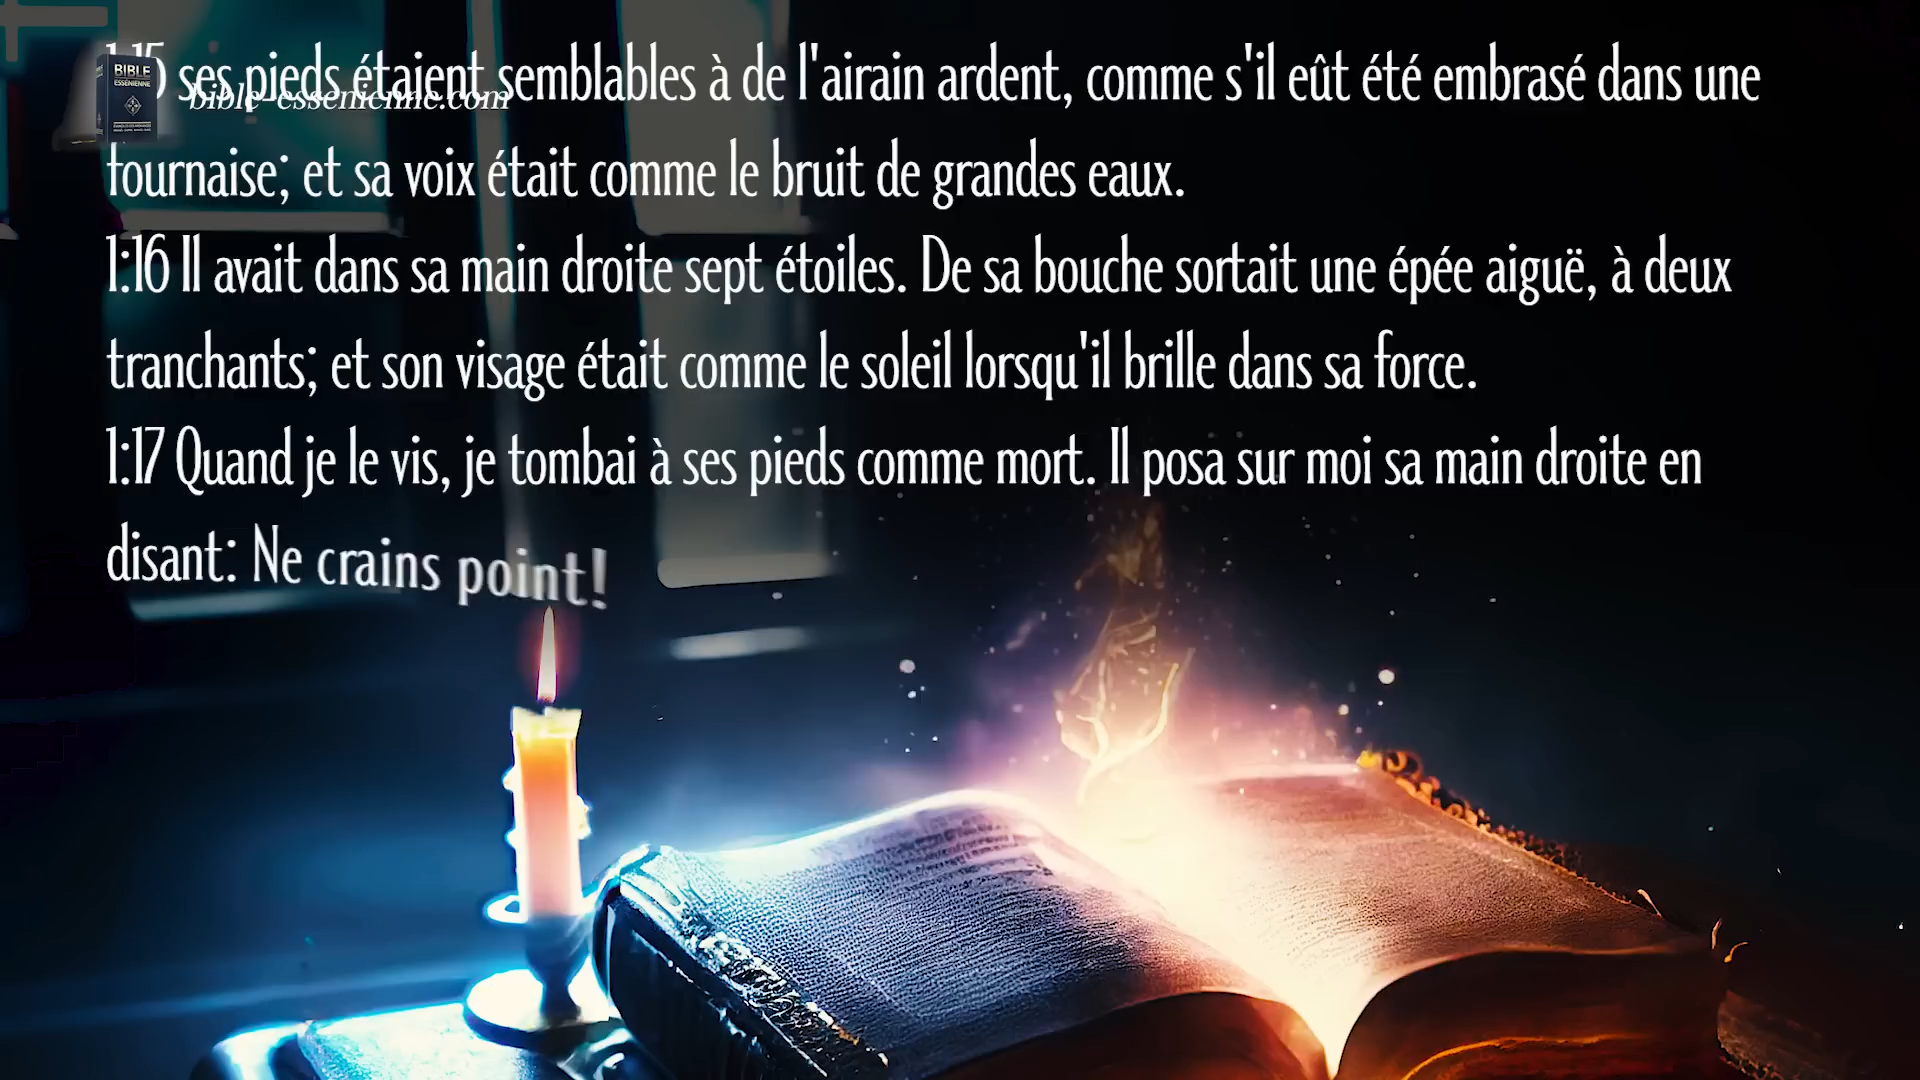 1:15 ses pieds étaient semblables à de l'airain ardent, comme s'il eût été embrasé dans une
BIBLE
ESSÉNIENNE
bible-essenienne.com
fournaise; et sa voix était comme le bruit de grandes eaux.
1:16 Il avait dans sa main droite sept étoiles. De sa bouche sortait une épée aiguë, à deux
tranchants; et son visage était comme le soleil lorsqu'il brille dans sa force.
1:17 Quand je le vis, je tombai à ses pieds comme mort. Il posa sur moi sa main droite en
disant: Ne crains point!